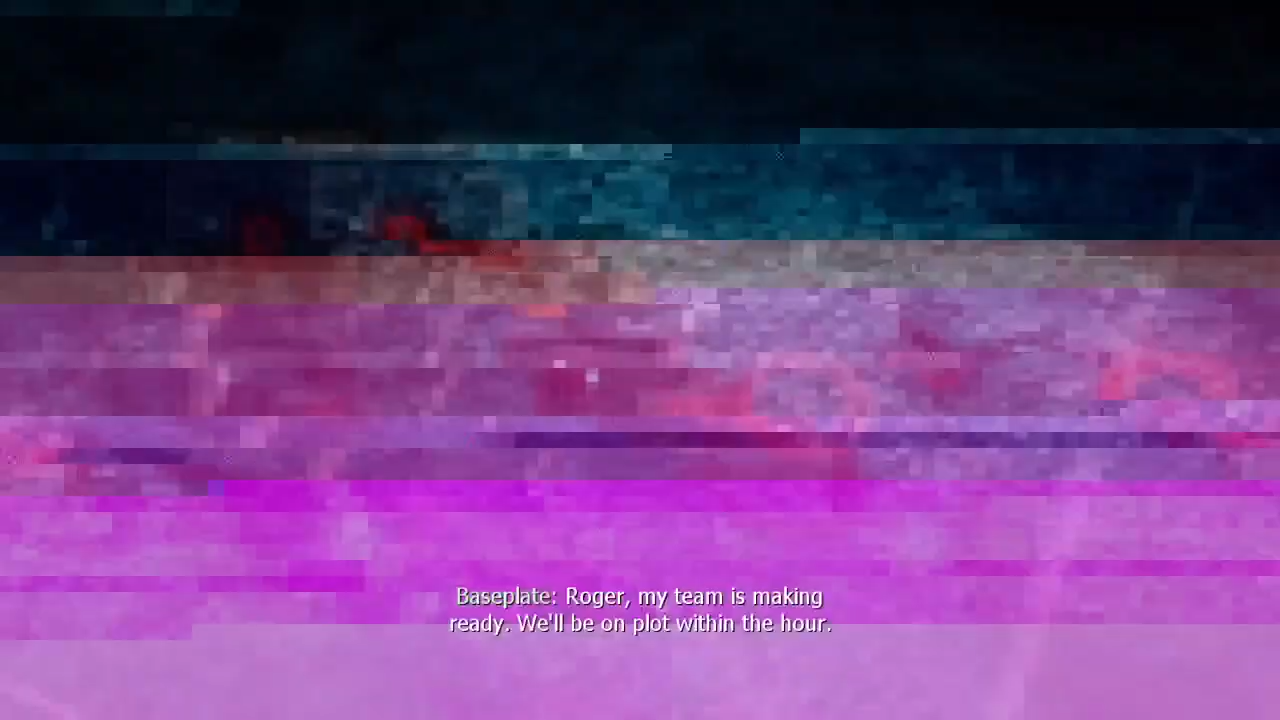 Baseplate: Roger, my team is making
ready. We'll be on plot within the hour.